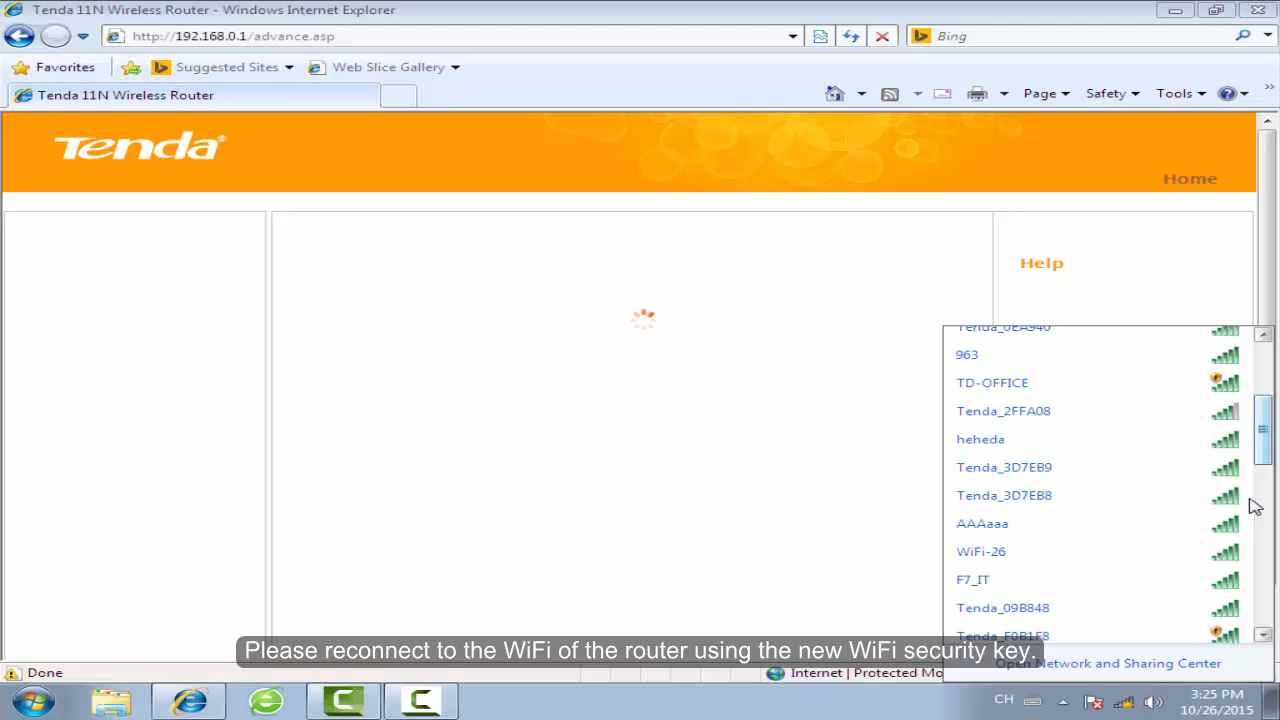 Tenda 11N Wireless Router - Windows Internet Explorer
http://192.168.0.1/advance.asp
Bing
Favorites
Suggested Sites
Web Slice Gallery
Tenda 11N Wireless Router
Page
Safety
Tools
Tenda®
Home
Help
Tenda_0EA940
963
TD-OFFICE
Tenda_2FFA08
heheda
Tenda_3D7EB9
Tenda_3D7EB8
AAAaaa
WiFi-26
F7_IT
Tenda_09B848
Tenda_F0B1E8
Please reconnect to the WiFi of the router using the new WiFi security key.
Open Network and Sharing Center
Done
Internet | Protected Mo
CH
3:25 PM
10/26/2015